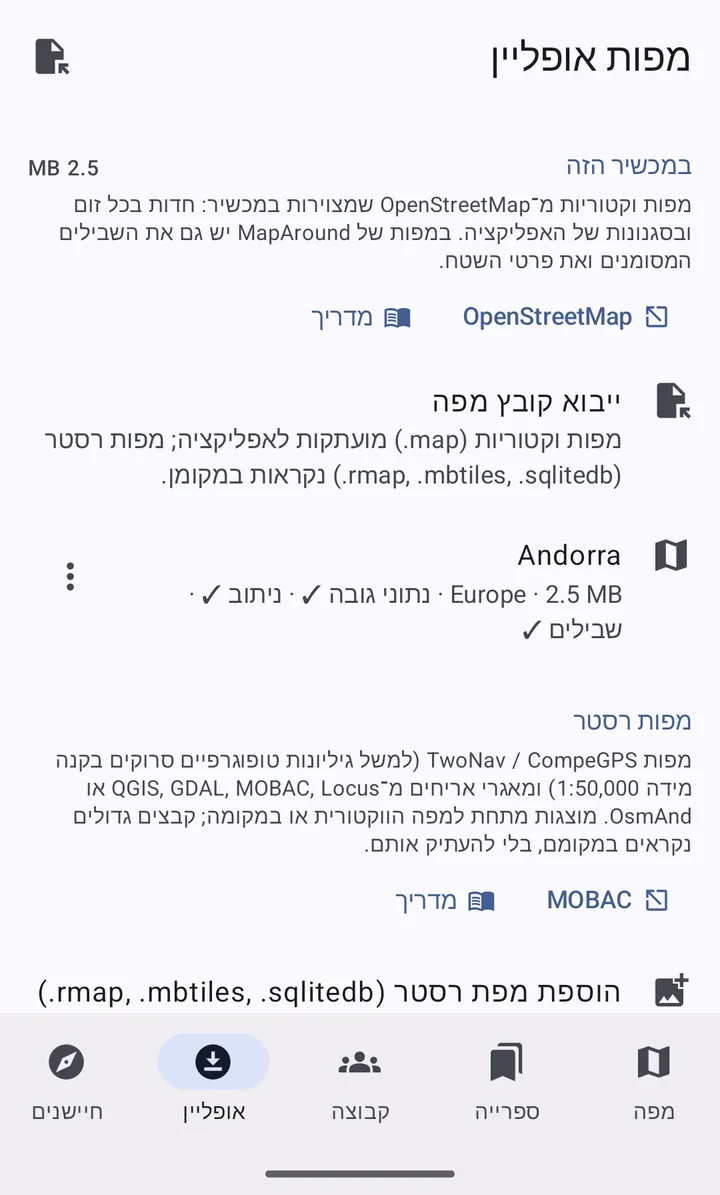 מפות אופליין
במכשיר הזה
2.5 MB
מפות וקטוריות מ־OpenStreetMap שמצוירות במכשיר: חדות בכל זום
ובסגנונות של האפליקציה. במפות של MapAround יש גם את השבילים
המסומנים ואת פרטי השטח.
OpenStreetMap
מדריך
ייבוא קובץ מפה
מפות וקטוריות (.map) מועתקות לאפליקציה; מפות רסטר
(.rmap, .mbtiles, .sqlitedb) נקראות במקומן.
Andorra
2.5 MB · Europe · נתוני גובה ✓ · ניתוב ✓ ·
שבילים ✓
מפות רסטר
מפות TwoNav / CompeGPS (למשל גיליונות טופוגרפיים סרוקים בקנה
מידה 1:50,000) ומאגרי אריחים מ־QGIS, GDAL, MOBAC, Locus או
OsmAnd. מוצגות מתחת למפה הווקטורית או במקומה; קבצים גדולים
נקראים במקומם, בלי להעתיק אותם.
MOBAC
מדריך
הוספת מפת רסטר (.rmap, .mbtiles, .sqlitedb)
מפה
ספרייה
קבוצה
אופליין
חיישנים